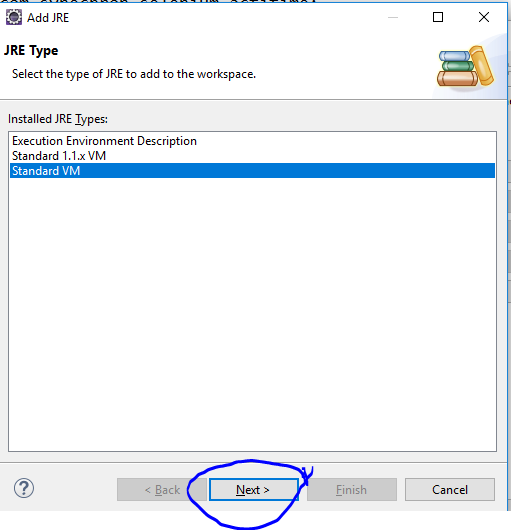 Add JRE
JRE Type
Select the type of JRE to add to the workspace.
Installed JRE Types:
Execution Environment Description
Standard 1.1.x VM
Standard VM
? < Back Next > Finish Cancel